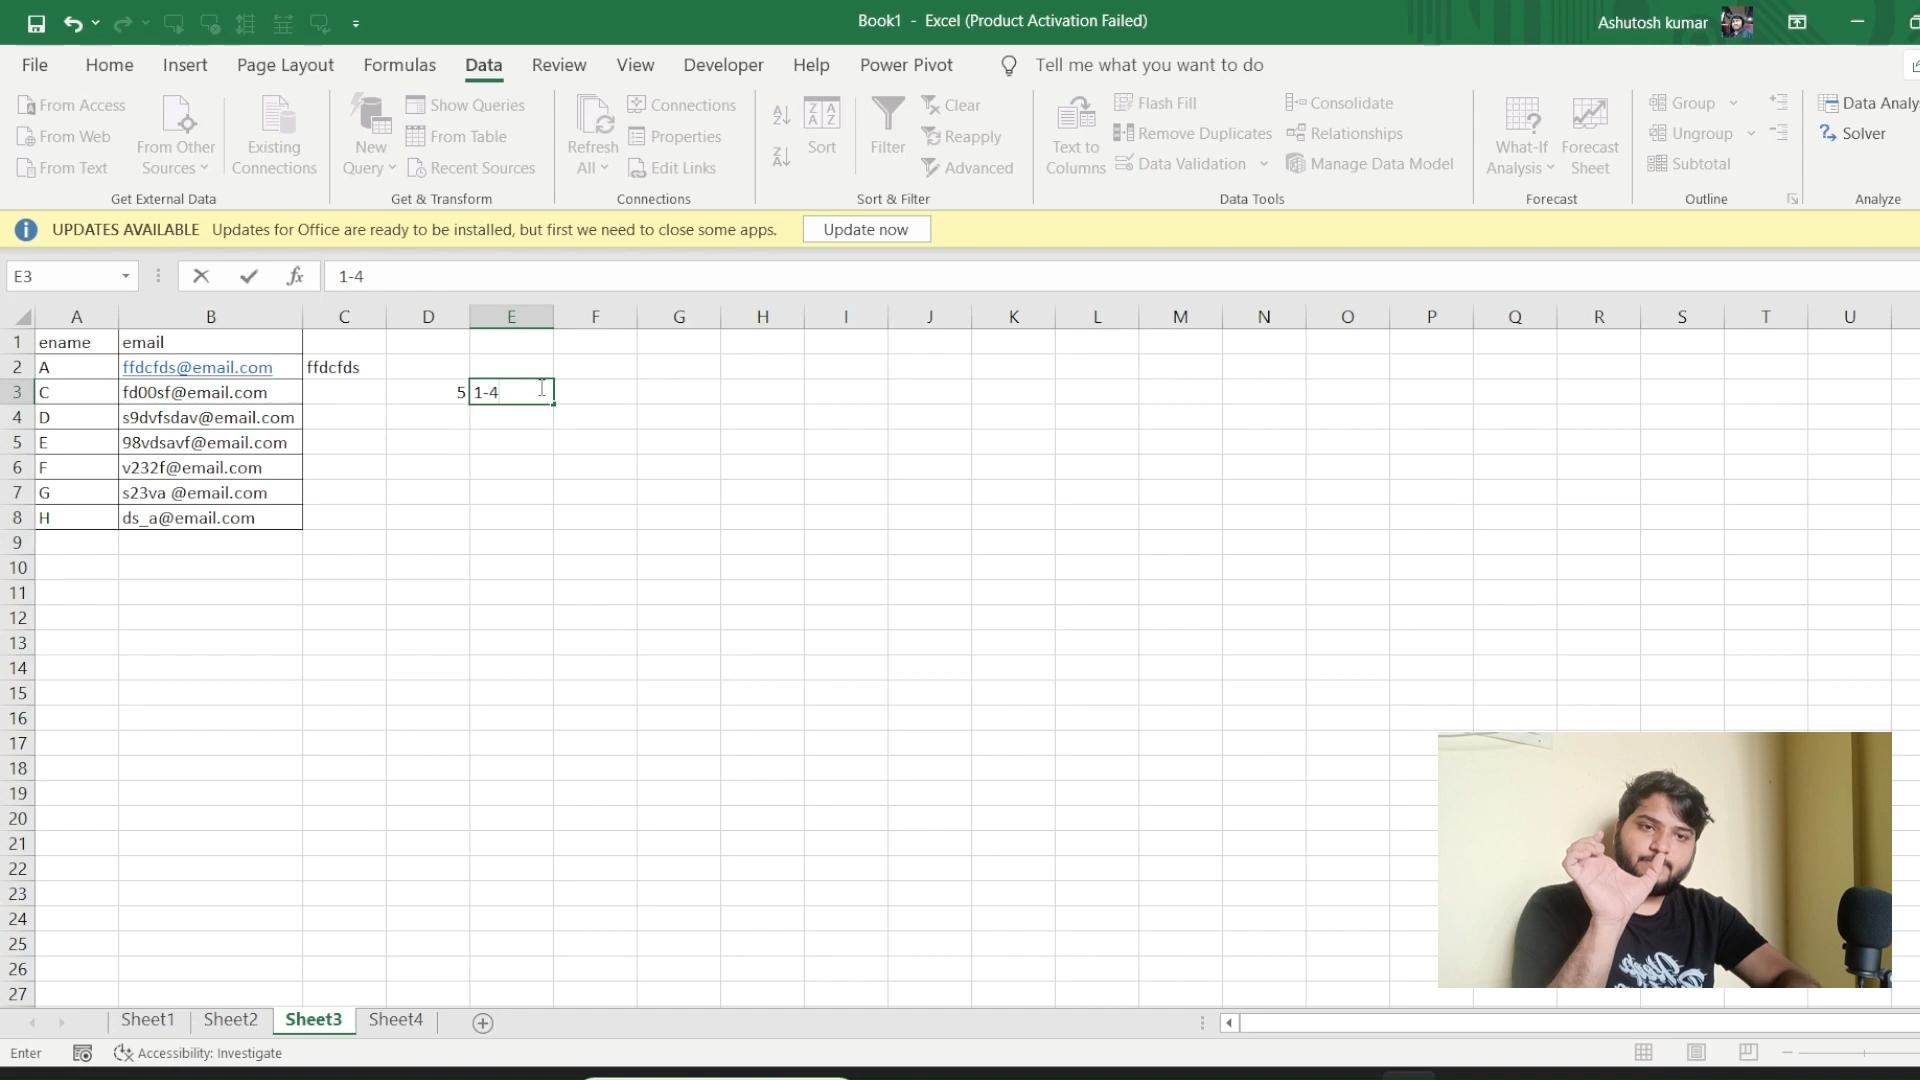 Book1 - Excel (Product Activation Failed)
Ashutosh kumar
File Home Insert Page Layout Formulas Data Review View Developer Help Power Pivot Tell me what you want to do
From Access
From Web
From Text
From Other Sources
Existing Connections
Get External Data
New Query
Show Queries
From Table
Recent Sources
Get & Transform
Refresh All
Connections
Properties
Edit Links
Connections
Sort
Filter
Clear
Reapply
Advanced
Sort & Filter
Text to Columns
Flash Fill
Remove Duplicates
Data Validation
Consolidate
Relationships
Manage Data Model
Data Tools
What-If Analysis
Forecast Sheet
Forecast
Group
Ungroup
Subtotal
Outline
Data Analy
Solver
Analyze
UPDATES AVAILABLE Updates for Office are ready to be installed, but first we need to close some apps. Update now
E3 fx 1-4
A B C D E F G H I J K L M N O P Q R S T U
1 ename email
2 A ffdcfds@email.com ffdcfds
3 C fd00sf@email.com 5 1-4
4 D s9dvfsdav@email.com
5 E 98vdsavf@email.com
6 F v232f@email.com
7 G s23va @email.com
8 H ds_a@email.com
9
10
11
12
13
14
15
16
17
18
19
20
21
22
23
24
25
26
27
Sheet1 Sheet2 Sheet3 Sheet4
Enter Accessibility: Investigate